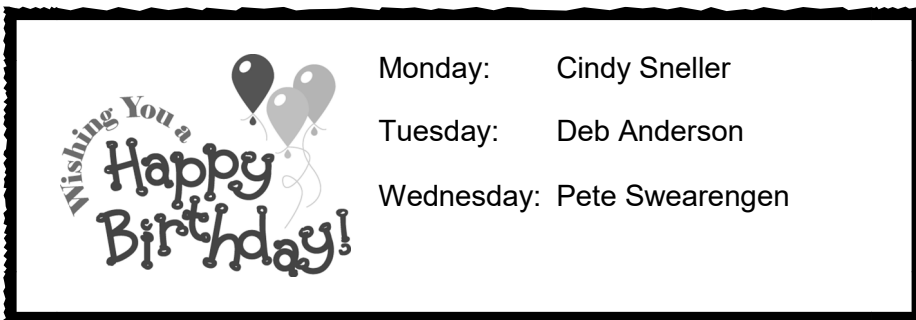 Wishing You a
Happy
Birthday!
Monday: Cindy Sneller
Tuesday: Deb Anderson
Wednesday: Pete Swearengen